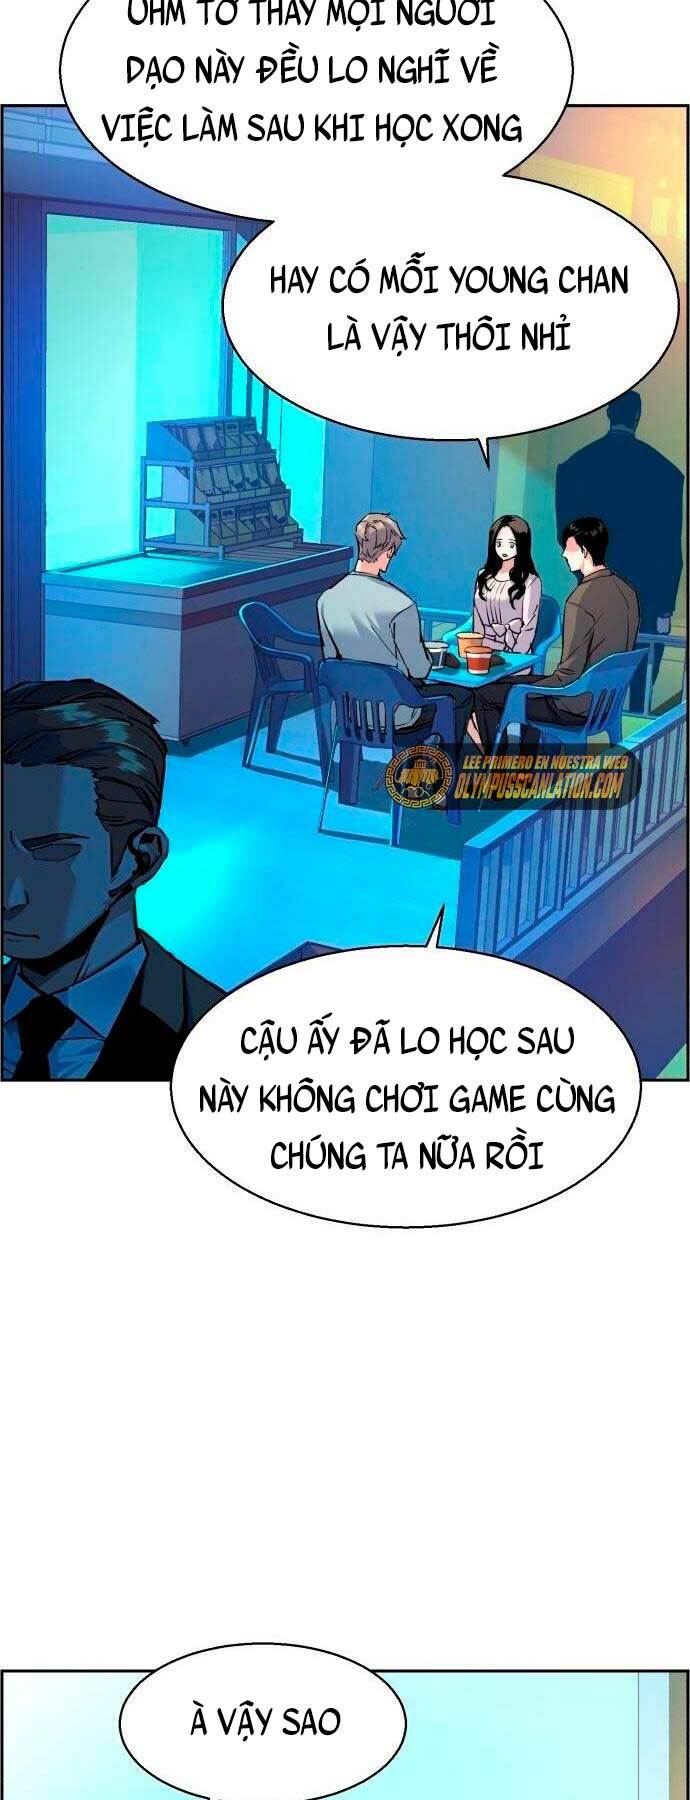 UHM TỚ THẤY MỌI NGƯỜI
DẠO NÀY ĐỀU LO NGHĨ VỀ
VIỆC LÀM SAU KHI HỌC XONG
HAY CÓ MỖI YOUNG CHAN
LÀ VẬY THÔI NHỈ
LEE PRIMERO EN NUESTRA WEB
OLYMPUSSCANLATION.COM
CẬU ẤY ĐÃ LO HỌC SAU
NÀY KHÔNG CHƠI GAME CÙNG
CHÚNG TA NỮA RỒI
À VẬY SAO